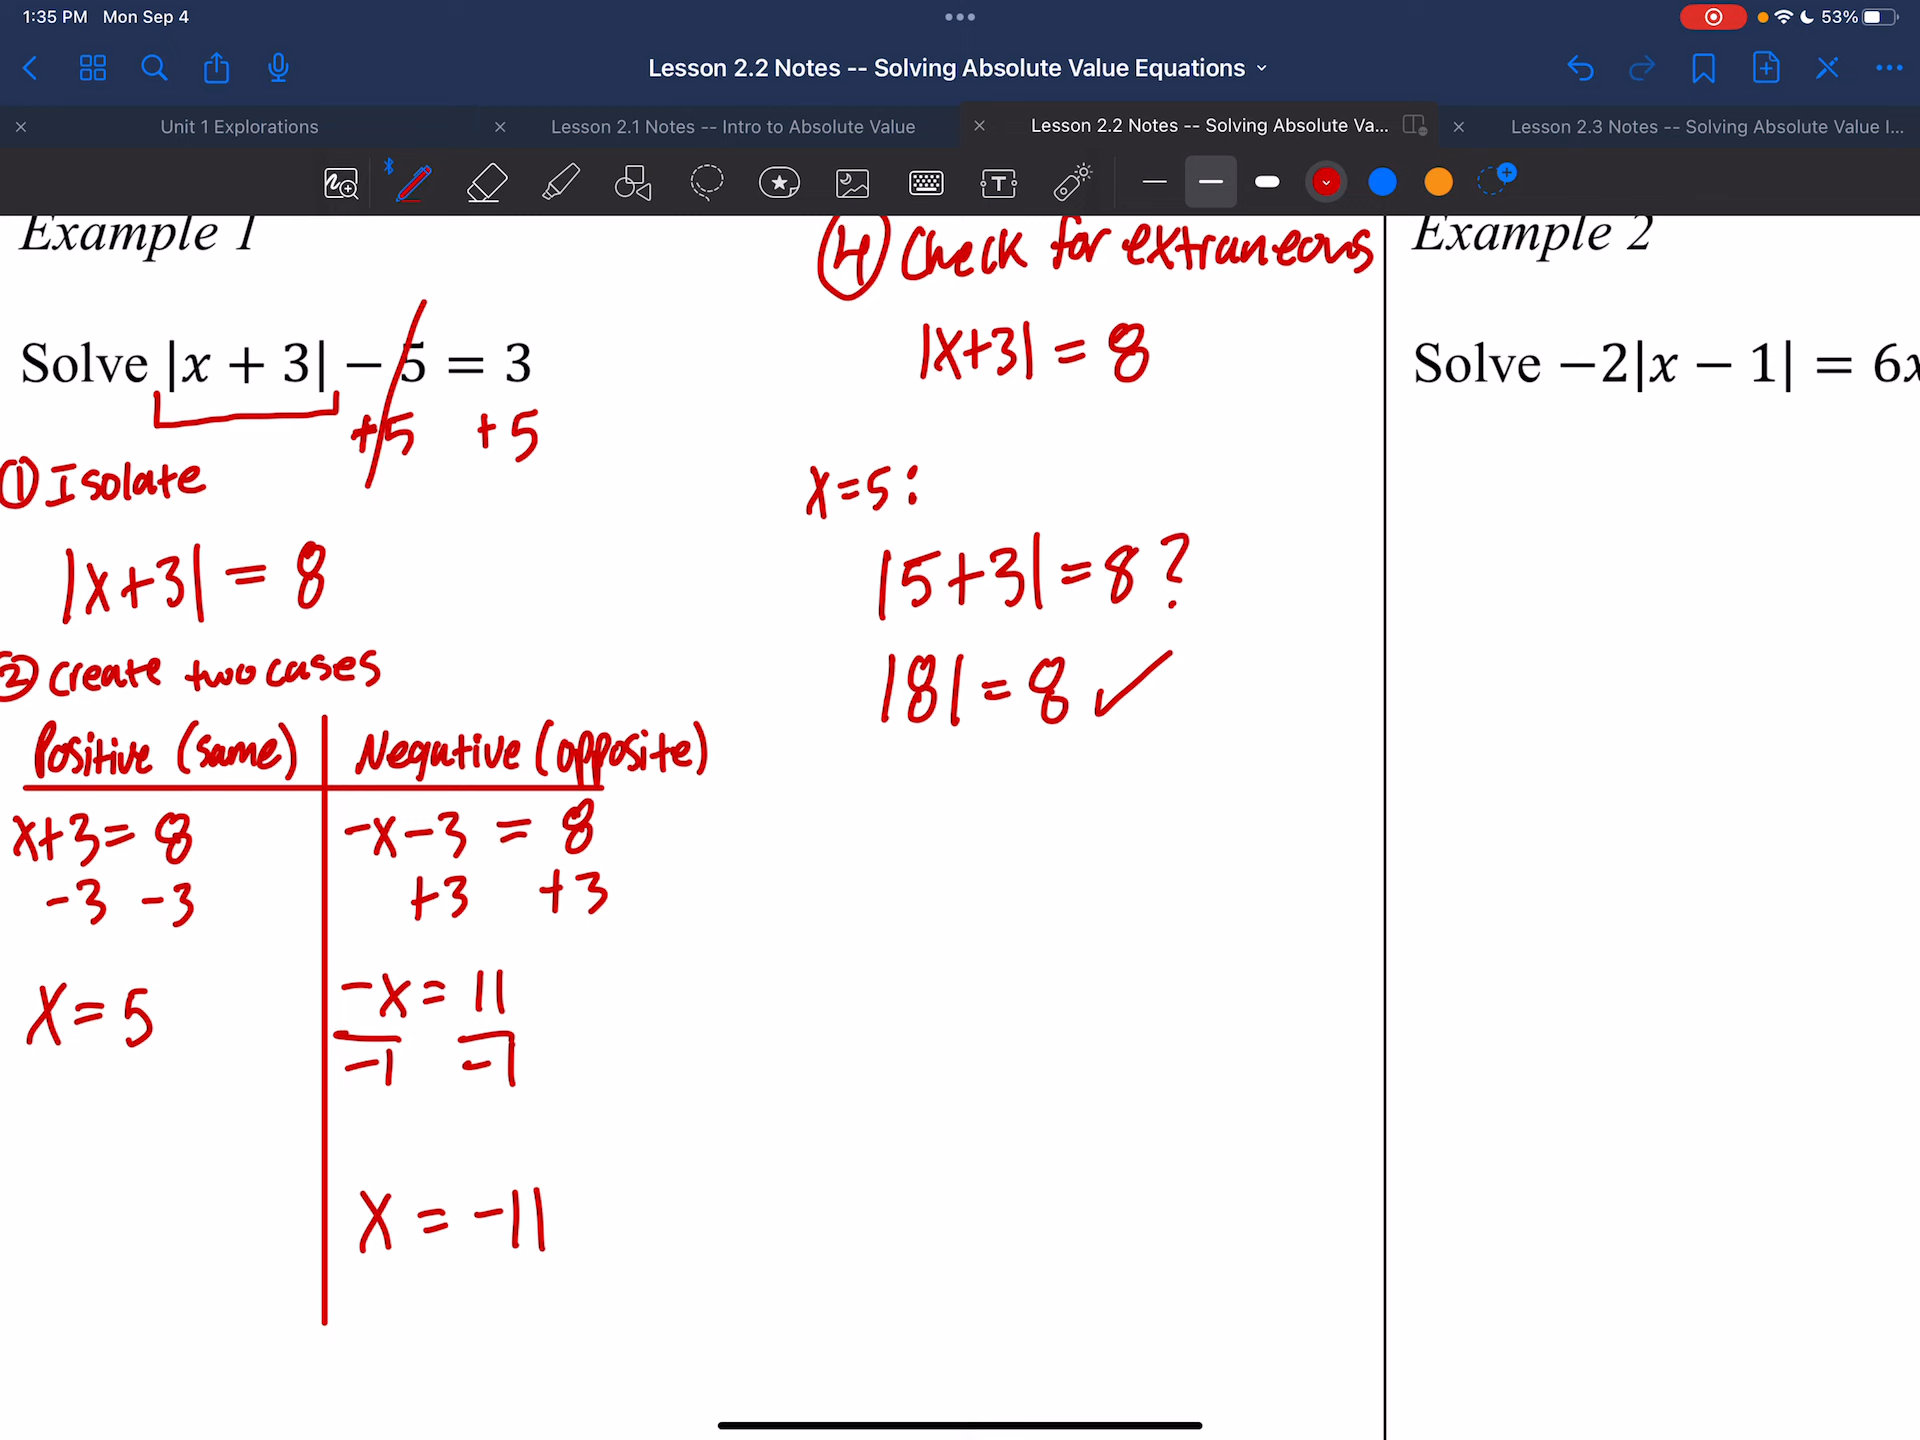 1:35 PM Mon Sep 4
53%
Lesson 2.2 Notes -- Solving Absolute Value Equations
Unit 1 Explorations
Lesson 2.1 Notes -- Intro to Absolute Value
Lesson 2.2 Notes -- Solving Absolute Va...
Lesson 2.3 Notes -- Solving Absolute Value I...
Example 1
Solve |x + 3| − 5 = 3
+5 +5
① Isolate
|x+3| = 8
② Create two cases
Positive (same)
x+3 = 8
-3 -3
x = 5
Negative (opposite)
-x-3 = 8
+3 +3
-x = 11
-1 -1
x = -11
④ Check for extraneous
|x+3| = 8
x=5:
|5+3|=8?
|8| = 8 ✓
Example 2
Solve −2|x − 1| = 6x